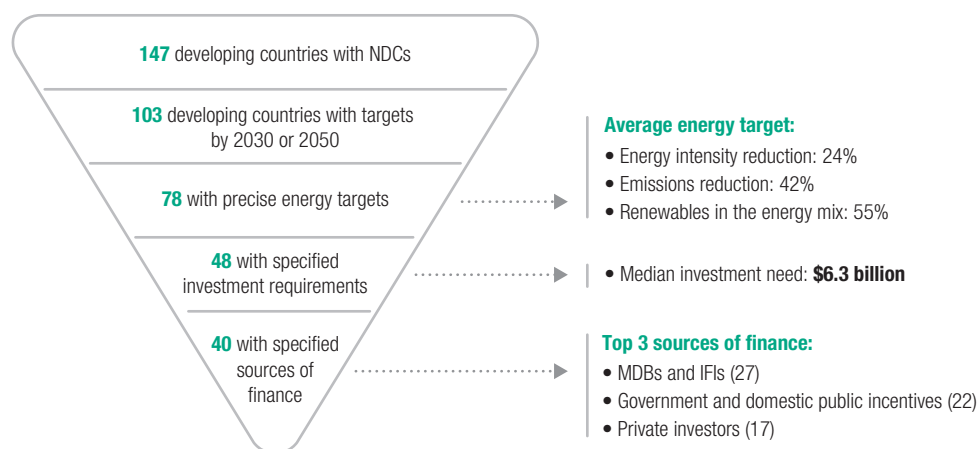 147 developing countries with NDCs
103 developing countries with targets
by 2030 or 2050
78 with precise energy targets
48 with specified
investment requirements
40 with specified
sources of
finance
Average energy target:
• Energy intensity reduction: 24%
• Emissions reduction: 42%
• Renewables in the energy mix: 55%
• Median investment need: $6.3 billion
Top 3 sources of finance:
• MDBs and IFIs (27)
• Government and domestic public incentives (22)
• Private investors (17)